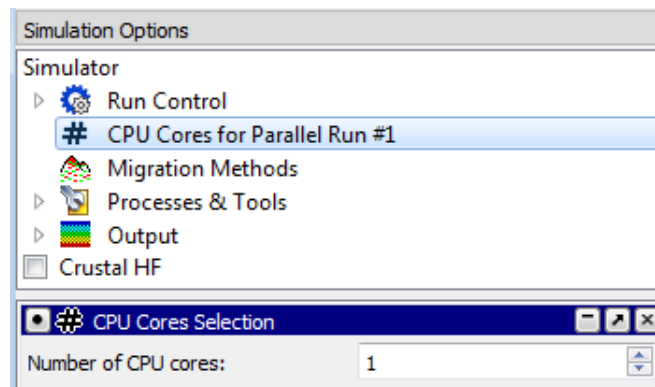 Simulation Options
Simulator
Run Control
# CPU Cores for Parallel Run #1
Migration Methods
Processes & Tools
Output
Crustal HF
# CPU Cores Selection
Number of CPU cores: 1